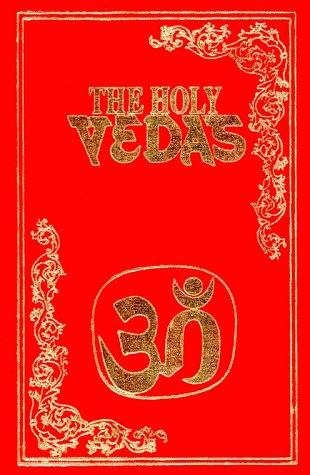 THE HOLY
VEDAS
ॐ